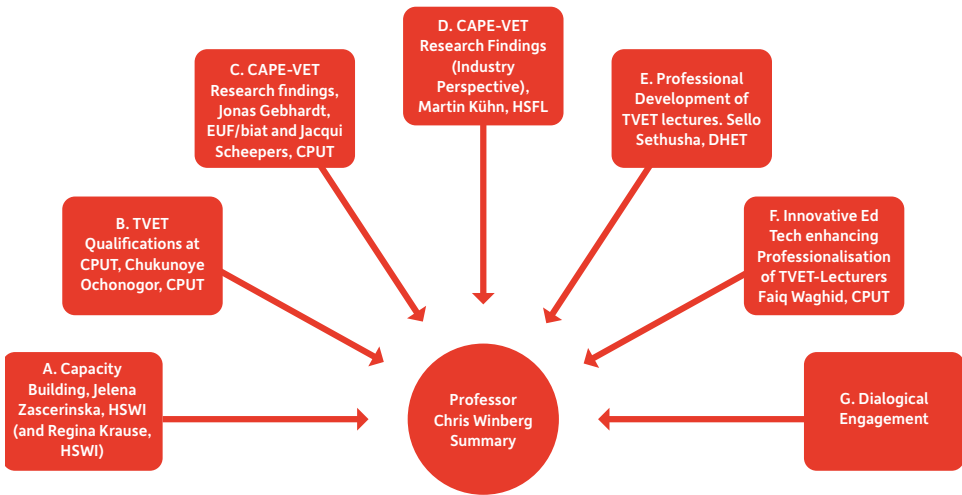 A. Capacity
Building, Jelena
Zascerinska, HSWI
(and Regina Krause,
HSWI)
B. TVET
Qualifications at
CPUT, Chukunoye
Ochonogor, CPUT
C. CAPE-VET
Research findings,
Jonas Gebhardt,
EUF/biat and Jacqui
Scheepers, CPUT
D. CAPE-VET
Research Findings
(Industry
Perspective),
Martin Kühn, HSFL
E. Professional
Development of
TVET lectures. Sello
Sethusha, DHET
F. Innovative Ed
Tech enhancing
Professionalisation
of TVET-Lecturers
Faiq Waghid, CPUT
G. Dialogical
Engagement
Professor
Chris Winberg
Summary